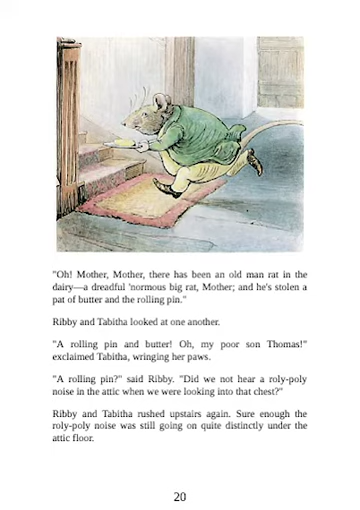 "Oh! Mother, Mother, there has been an old man rat in the
dairy—a dreadful 'normous big rat, Mother; and he's stolen a
pat of butter and the rolling pin."
Ribby and Tabitha looked at one another.
"A rolling pin and butter! Oh, my poor son Thomas!"
exclaimed Tabitha, wringing her paws.
"A rolling pin?" said Ribby. "Did we not hear a roly-poly
noise in the attic when we were looking into that chest?"
Ribby and Tabitha rushed upstairs again. Sure enough the
roly-poly noise was still going on quite distinctly under the
attic floor.
20